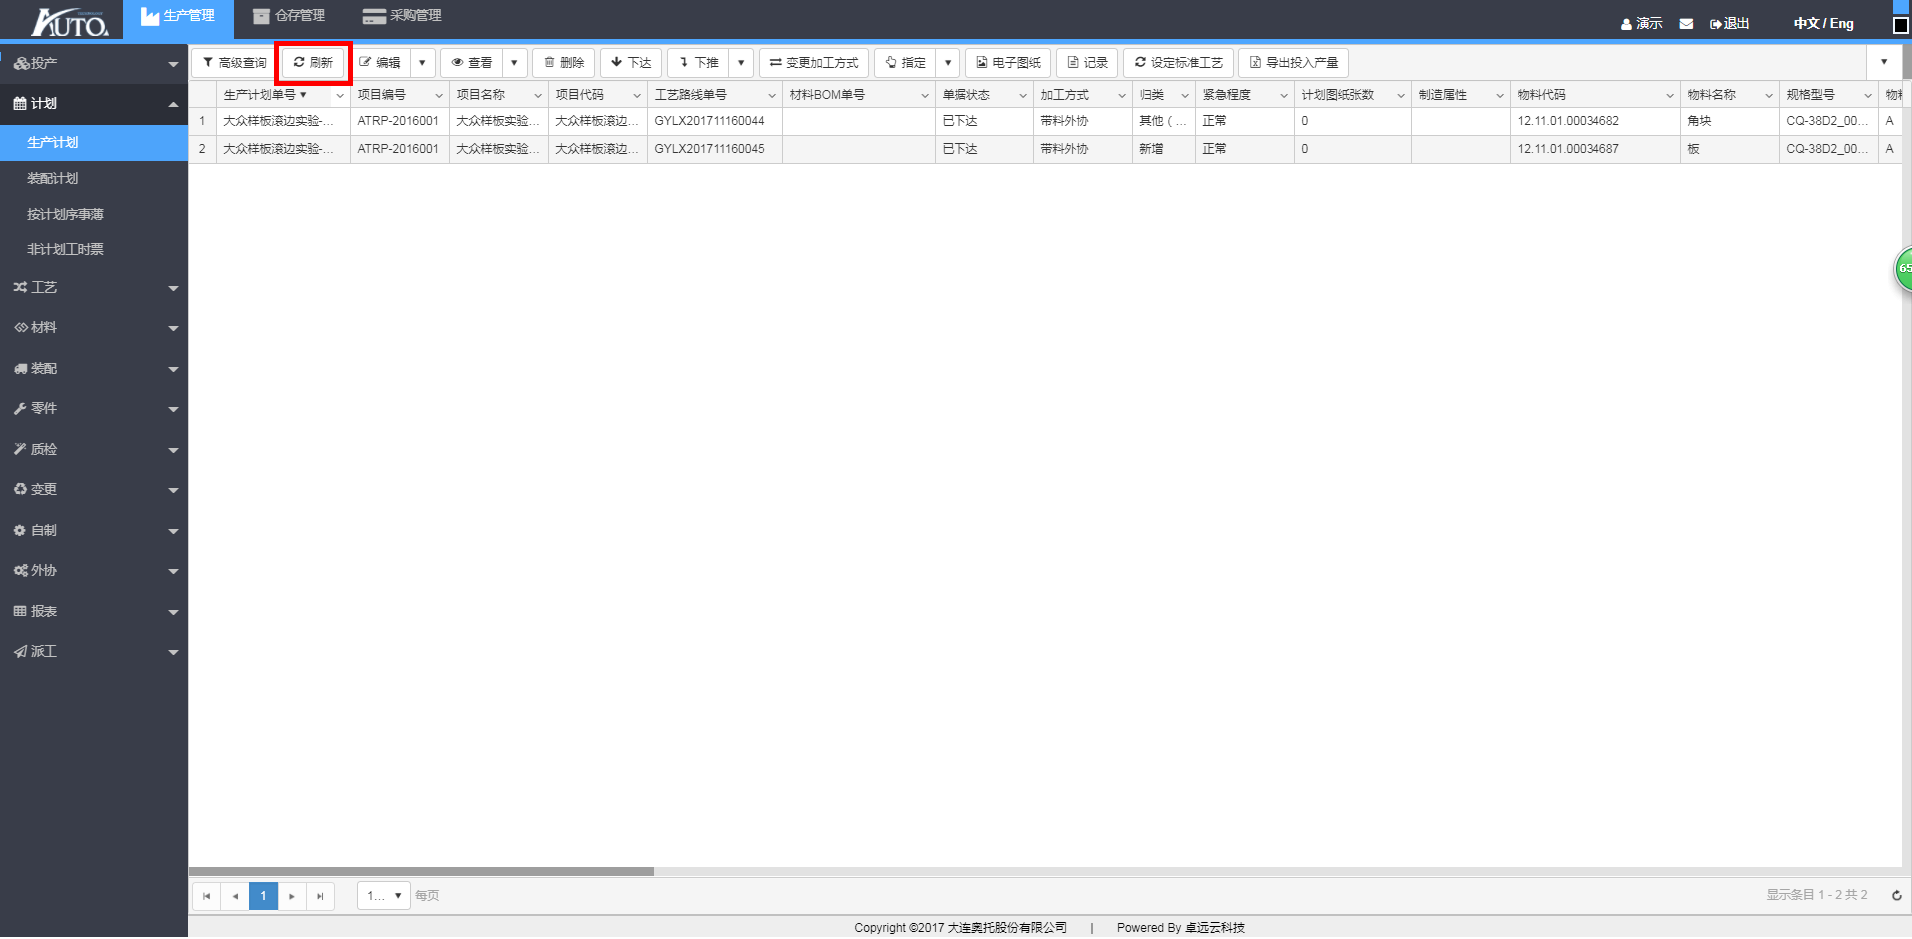 AUTO. 生产管理 仓存管理 采购管理 演示 退出 中文 / Eng
投产
计划
生产计划
装配计划
按计划序事薄
非计划工时票
工艺
材料
装配
零件
质检
变更
自制
外协
报表
派工
高级查询 刷新 编辑 查看 删除 下达 下推 变更加工方式 指定 电子图纸 记录 设定标准工艺 导出投入产量
生产计划单号 项目编号 项目名称 项目代码 工艺路线单号 材料BOM单号 单据状态 加工方式 归类 紧急程度 计划图纸张数 制造属性 物料代码 物料名称 规格型号 物料
1 大众样板滚边实验-... ATRP-2016001 大众样板实验... 大众样板滚边... GYLX201711160044 已下达 带料外协 其他（... 正常 0 12.11.01.00034682 角块 CQ-38D2_00... A
2 大众样板滚边实验-... ATRP-2016001 大众样板实验... 大众样板滚边... GYLX201711160045 已下达 带料外协 新增 正常 0 12.11.01.00034687 板 CQ-38D2_00... A
65
1 1... 每页 显示条目 1 - 2 共 2
Copyright ©2017 大连奥托股份有限公司 | Powered By 卓远云科技